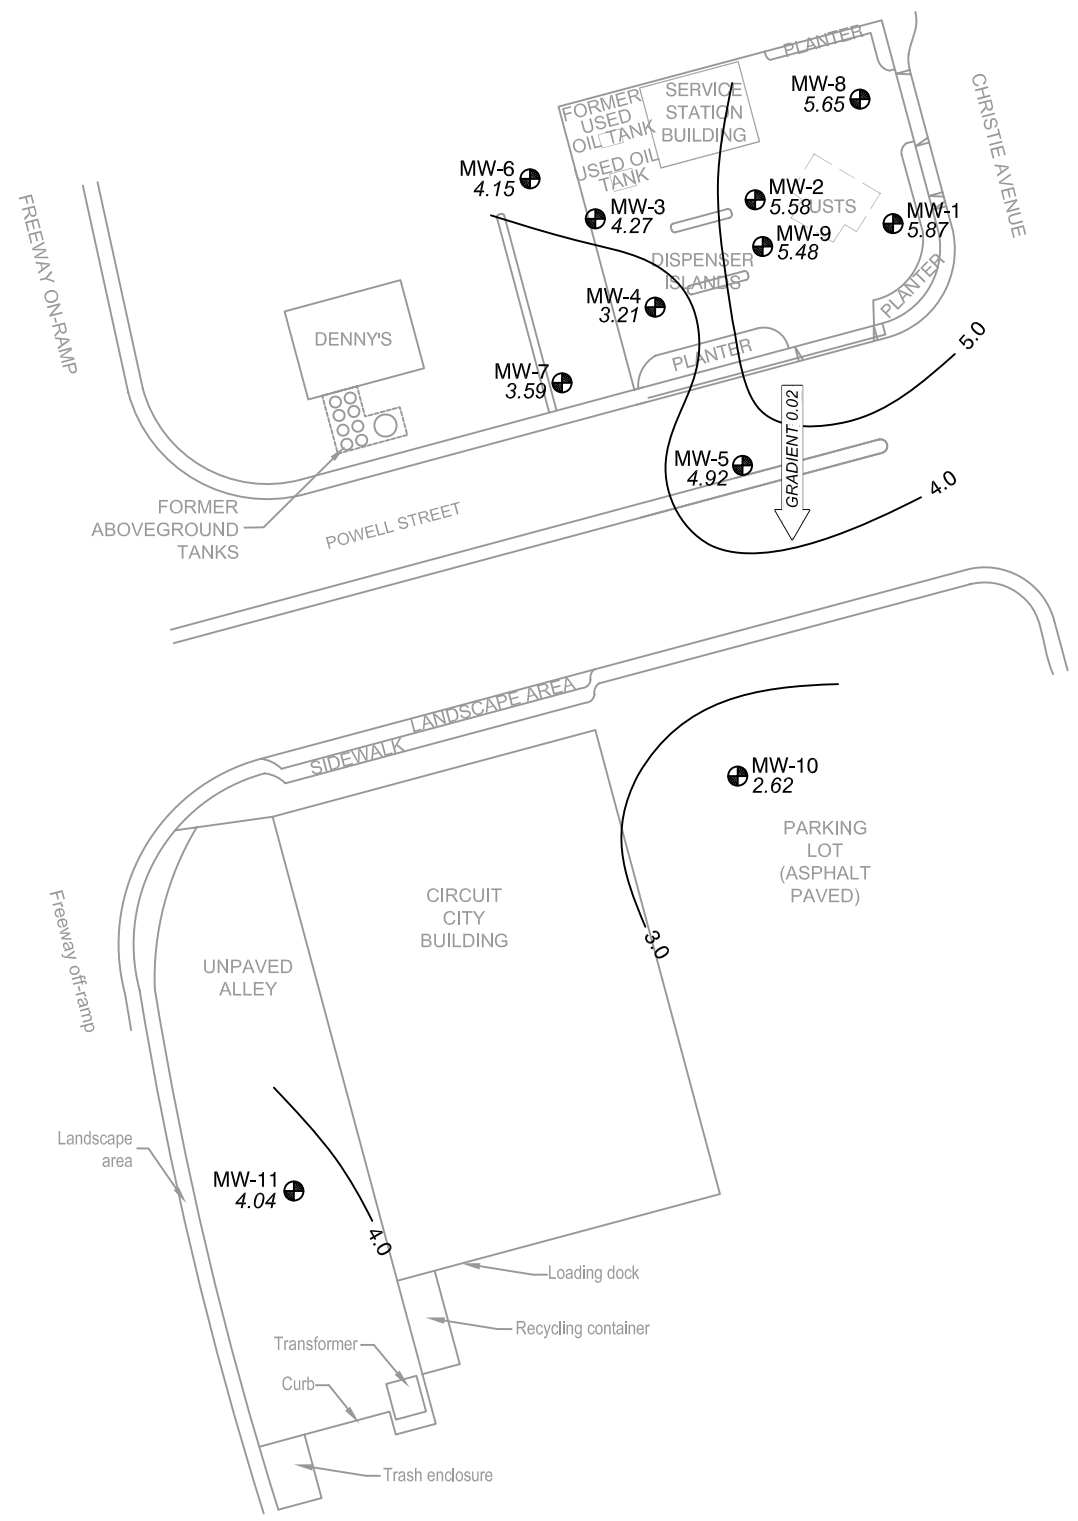 PLANTER
MW-8
5.65
SERVICE
STATION
BUILDING
FORMER
USED
OIL TANK
USED OIL
TANK
CHRISTIE AVENUE
MW-6
4.15
MW-3
4.27
MW-2
5.58
USTS
MW-1
5.87
MW-9
5.48
DISPENSER
ISLANDS
PLANTER
FREEWAY ON-RAMP
MW-4
3.21
DENNY'S
PLANTER
5.0
MW-7
3.59
GRADIENT 0.02
MW-5
4.92
4.0
FORMER
ABOVEGROUND
TANKS
POWELL STREET
LANDSCAPE AREA
SIDEWALK
MW-10
2.62
PARKING
LOT
(ASPHALT
PAVED)
CIRCUIT
CITY
BUILDING
3.0
Freeway off-ramp
UNPAVED
ALLEY
Landscape
area
MW-11
4.04
4.0
Loading dock
Recycling container
Transformer
Curb
Trash enclosure